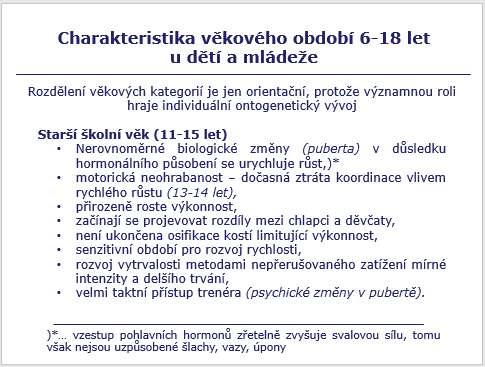 Charakteristika věkového období 6-18 let
u dětí a mládeže
Rozdělení věkových kategorií je jen orientační, protože významnou roli
hraje individuální ontogenetický vývoj
Starší školní věk (11-15 let)
• Nerovnoměrné biologické změny (puberta) v důsledku
hormonálního působení se urychluje růst,)*
• motorická neohrabanost – dočasná ztráta koordinace vlivem
rychlého růstu (13-14 let),
• přirozeně roste výkonnost,
• začínají se projevovat rozdíly mezi chlapci a děvčaty,
• není ukončena osifikace kostí limitující výkonnost,
• senzitivní období pro rozvoj rychlosti,
• rozvoj vytrvalosti metodami nepřerušovaného zatížení mírné
intenzity a delšího trvání,
• velmi taktní přístup trenéra (psychické změny v pubertě).
)*… vzestup pohlavních hormonů zřetelně zvyšuje svalovou sílu, tomu
však nejsou uzpůsobené šlachy, vazy, úpony